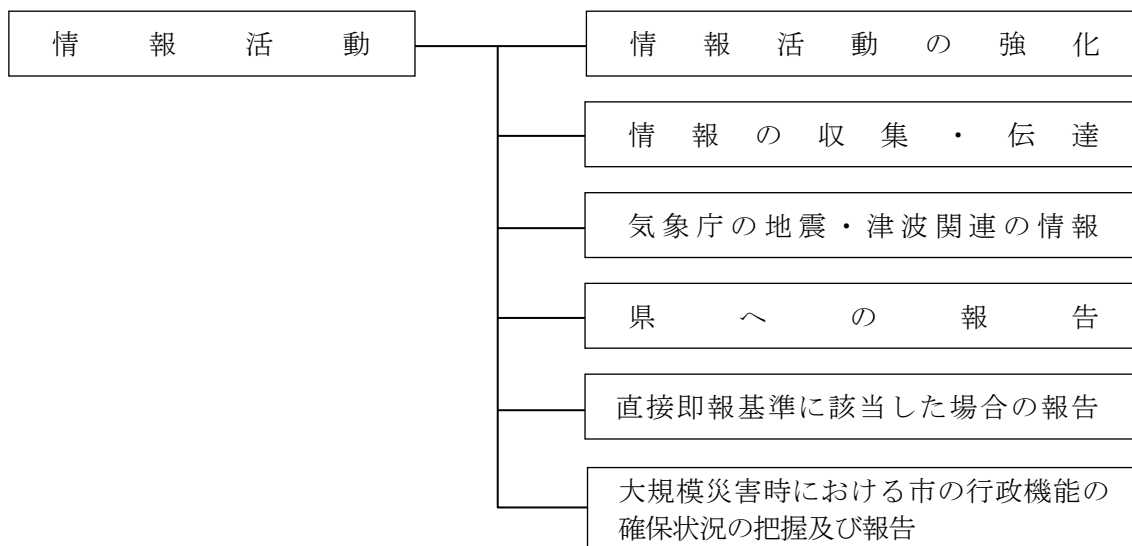 情報活動
情報活動の強化
情報の収集・伝達
気象庁の地震・津波関連の情報
県への報告
直接即報基準に該当した場合の報告
大規模災害時における市の行政機能の
確保状況の把握及び報告